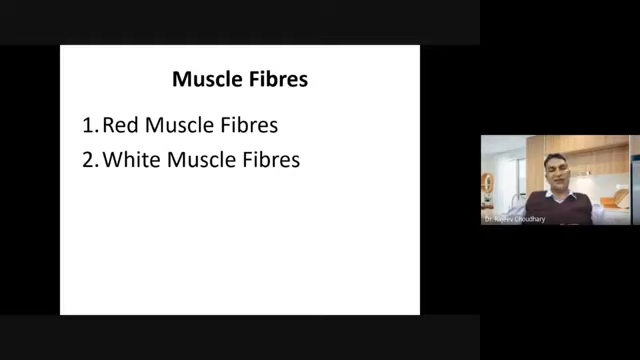 Muscle Fibres
1. Red Muscle Fibres
2. White Muscle Fibres
Dr. Rajeev Choudhary